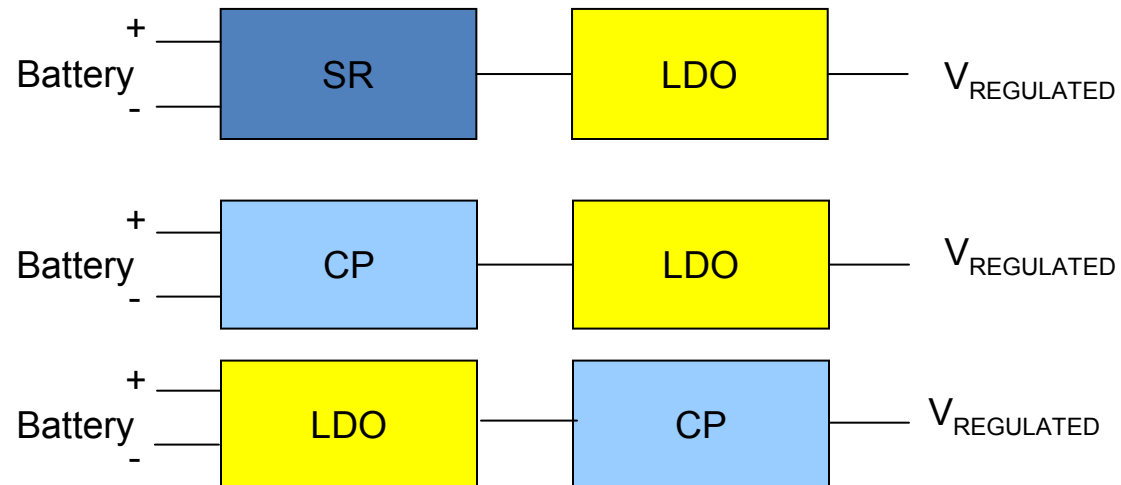 +
Battery
-
SR
LDO
VREGULATED
+
Battery
-
CP
LDO
VREGULATED
+
Battery
-
LDO
CP
VREGULATED